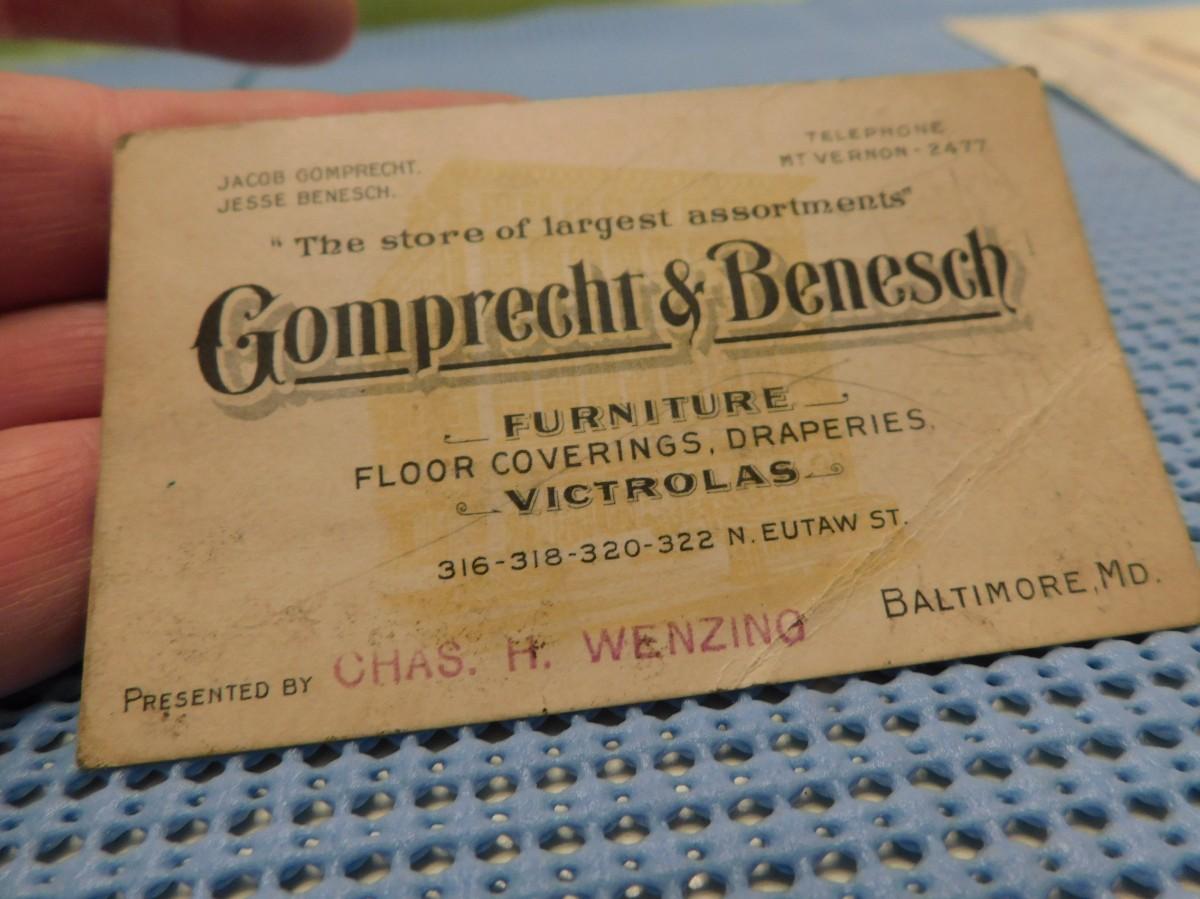 JACOB GOMPRECHT.
JESSE BENESCH.
TELEPHONE
MT VERNON - 2477
"The store of largest assortments"
Gomprecht & Benesch
FURNITURE
FLOOR COVERINGS, DRAPERIES,
VICTROLAS
316-318-320-322 N. EUTAW ST.
BALTIMORE, MD.
PRESENTED BY CHAS. H. WENZING